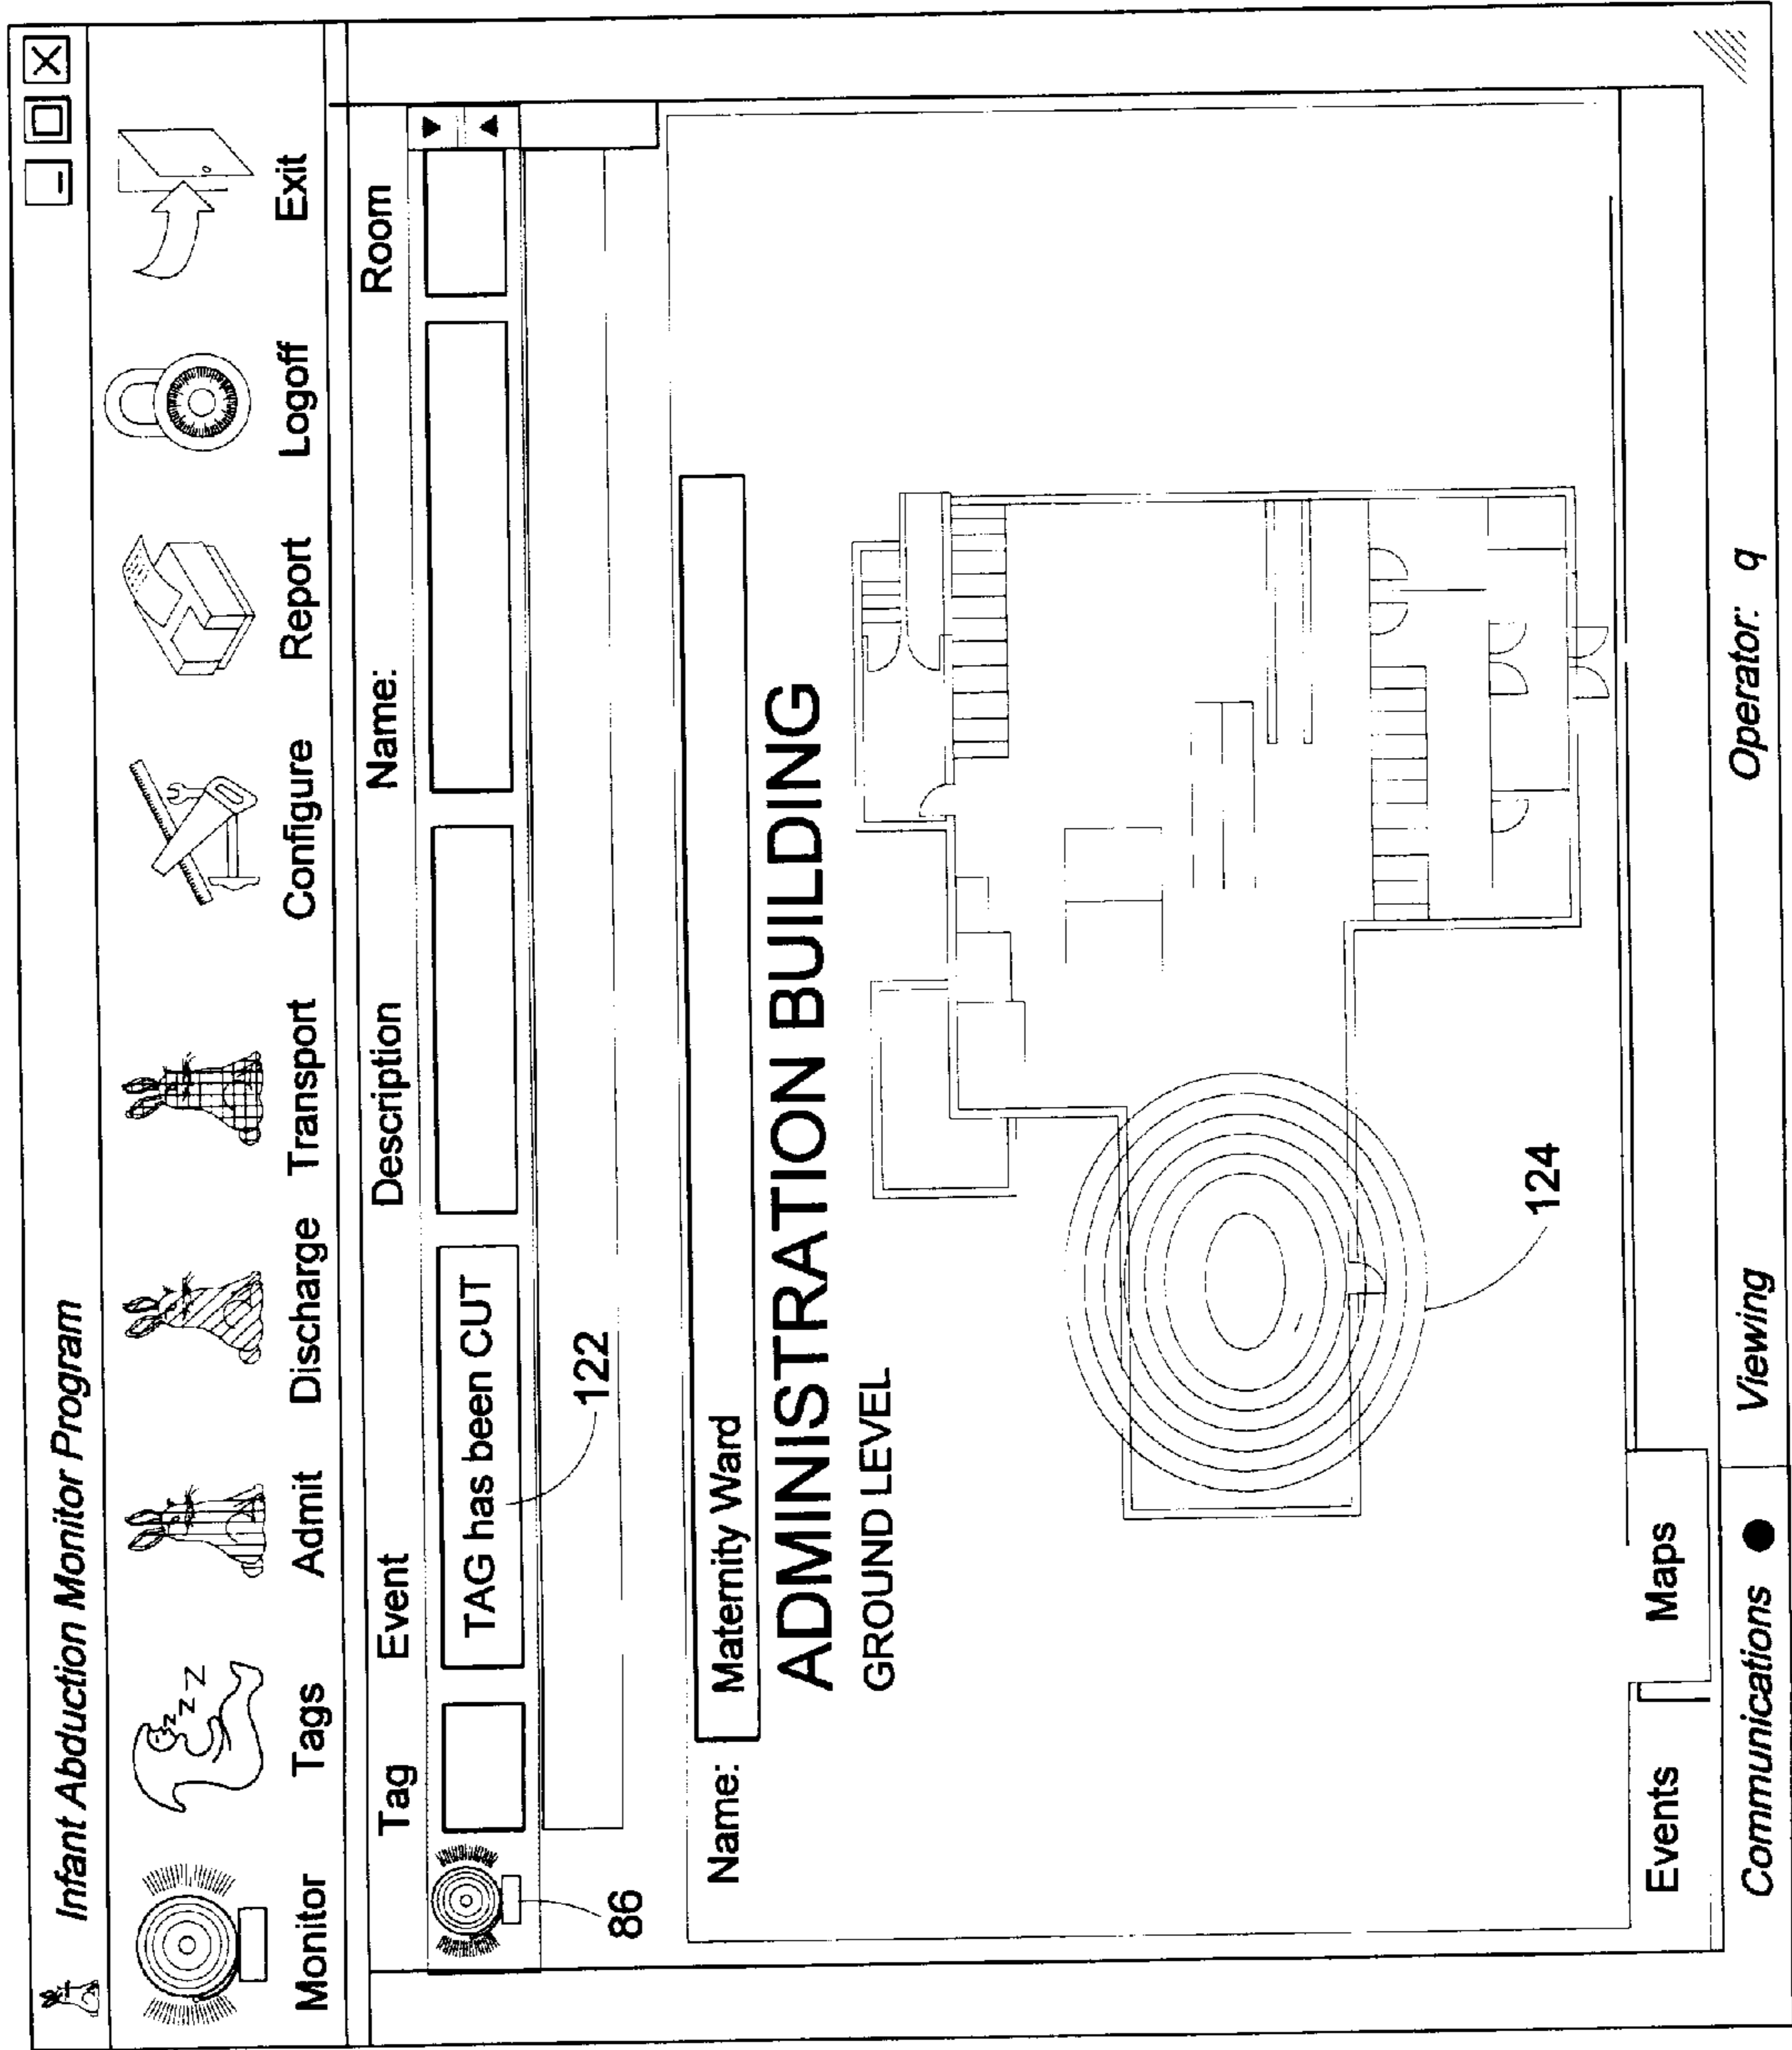 Infant Abduction Monitor Program
Monitor Tags Admit Discharge Transport Configure Report Logoff Exit
Tag Event Description Name: Room
TAG has been CUT
86 122
Name: Maternity Ward
ADMINISTRATION BUILDING
GROUND LEVEL
124
Events Maps
Communications Viewing Operator: q